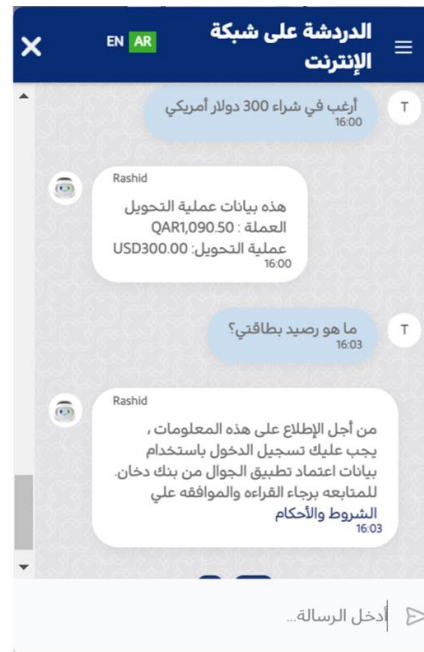 الدردشة على شبكة
الإنترنت
EN AR
أرغب في شراء 300 دولار أمريكي
16:00
T
Rashid
هذه بيانات عملية التحويل
العملة : QAR1,090.50
عملية التحويل: USD300.00
16:00
ما هو رصيد بطاقتي؟
16:03
T
Rashid
من أجل الإطلاع على هذه المعلومات ،
يجب عليك تسجيل الدخول باستخدام
بيانات اعتماد تطبيق الجوال من بنك دخان.
للمتابعه برجاء القراءه والموافقه علي
الشروط والأحكام
16:03
أدخل الرسالة...